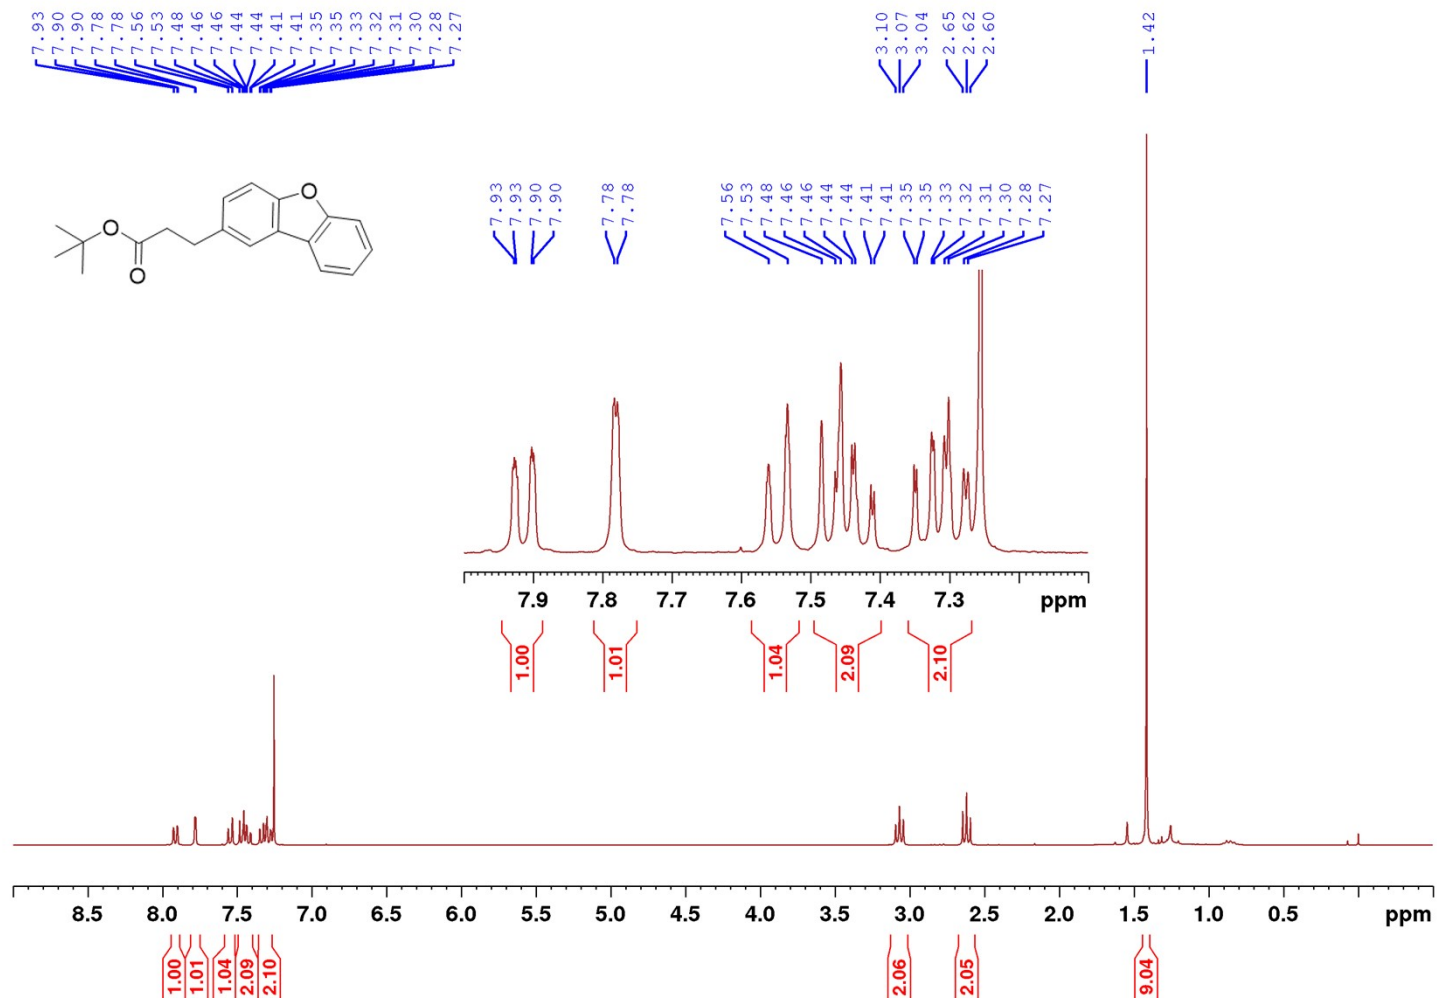 7.93 7.90 7.90 7.78 7.78 7.56 7.53 7.48 7.46 7.46 7.44 7.44 7.41 7.41 7.35 7.35 7.33 7.32 7.31 7.30 7.28 7.27 3.10 3.07 3.04 2.65 2.62 2.60 1.42
7.93 7.93 7.90 7.90 7.78 7.78 7.56 7.53 7.48 7.46 7.46 7.44 7.44 7.41 7.41 7.35 7.35 7.33 7.32 7.31 7.30 7.28 7.27
O
O
O
7.9 7.8 7.7 7.6 7.5 7.4 7.3 ppm
1.00 1.01 1.04 2.09 2.10
8.5 8.0 7.5 7.0 6.5 6.0 5.5 5.0 4.5 4.0 3.5 3.0 2.5 2.0 1.5 1.0 0.5 ppm
1.00 1.01 1.04 2.09 2.10 2.06 2.05 9.04